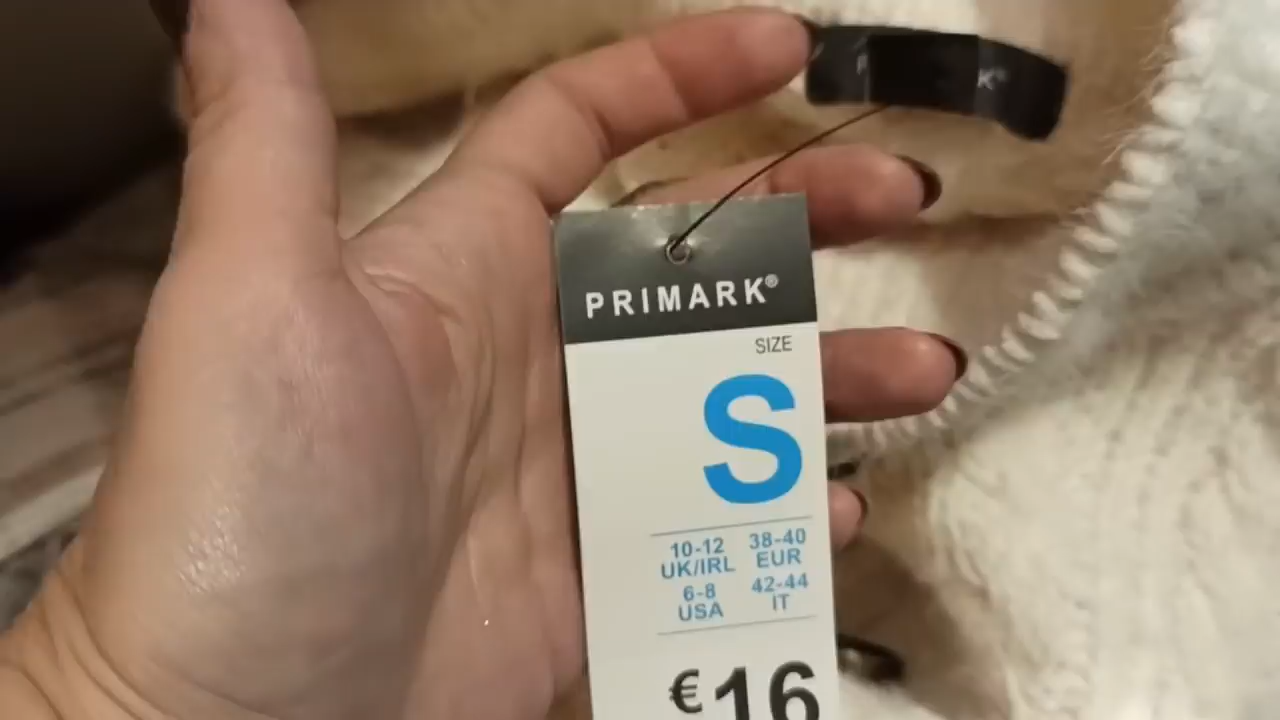 PRIMARK®
SIZE
S
10-12 38-40
UK/IRL EUR
6-8 42-44
USA IT
€16